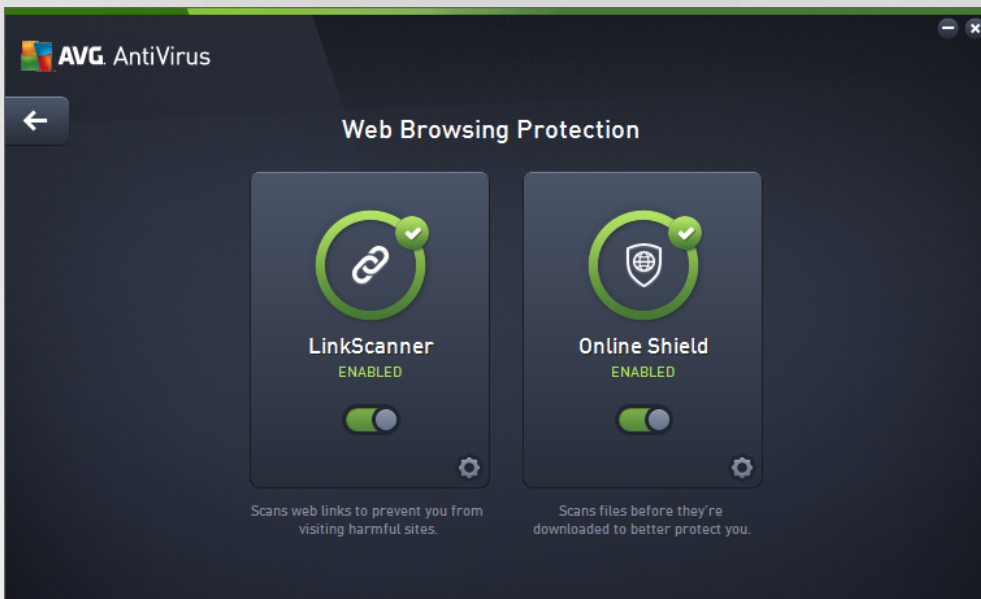 AVG. AntiVirus
Web Browsing Protection
LinkScanner
ENABLED
Scans web links to prevent you from
visiting harmful sites.
Online Shield
ENABLED
Scans files before they're
downloaded to better protect you.